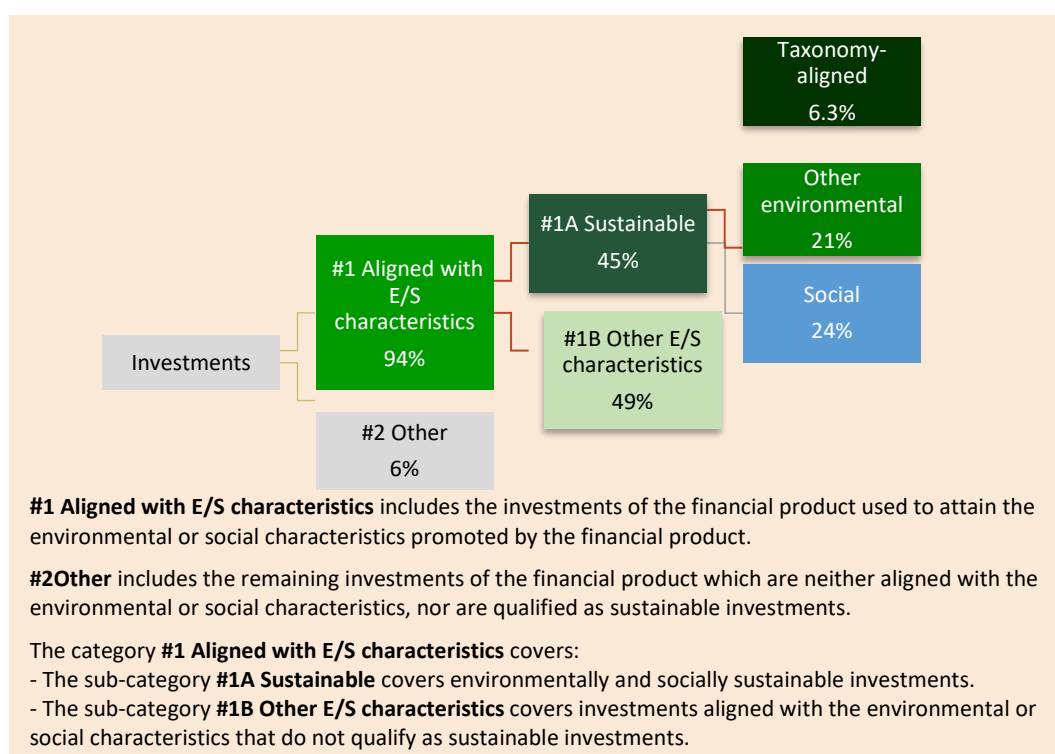 Taxonomy-
aligned
6.3%
Other
environmental
21%
#1A Sustainable
45%
#1 Aligned with
E/S
characteristics
94%
Social
24%
#1B Other E/S
characteristics
49%
Investments
#2 Other
6%
#1 Aligned with E/S characteristics includes the investments of the financial product used to attain the
environmental or social characteristics promoted by the financial product.
#2Other includes the remaining investments of the financial product which are neither aligned with the
environmental or social characteristics, nor are qualified as sustainable investments.
The category #1 Aligned with E/S characteristics covers:
- The sub-category #1A Sustainable covers environmentally and socially sustainable investments.
- The sub-category #1B Other E/S characteristics covers investments aligned with the environmental or
social characteristics that do not qualify as sustainable investments.